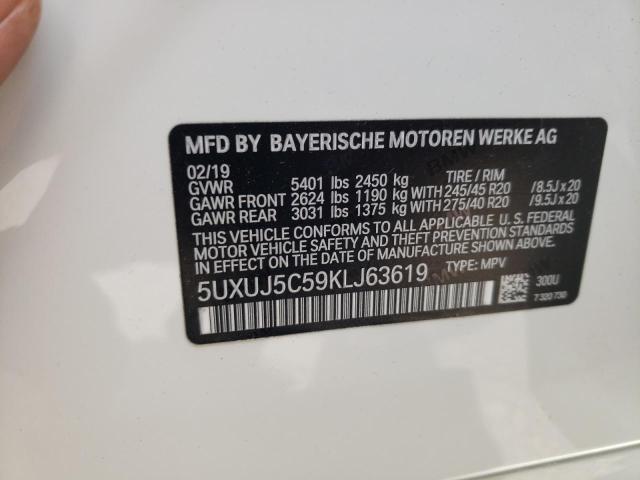 MFD BY BAYERISCHE MOTOREN WERKE AG
02/19 TIRE / RIM
GVWR 5401 lbs 2450 kg
GAWR FRONT 2624 lbs 1190 kg WITH 245/45 R20 /8.5J x 20
GAWR REAR 3031 lbs 1375 kg WITH 275/40 R20 /9.5J x 20
THIS VEHICLE CONFORMS TO ALL APPLICABLE U. S. FEDERAL
MOTOR VEHICLE SAFETY AND THEFT PREVENTION STANDARDS IN EFFECT
ON THE DATE OF MANUFACTURE SHOWN ABOVE.
5UXUJ5C59KLJ63619 TYPE: MPV
300U
7 320 730